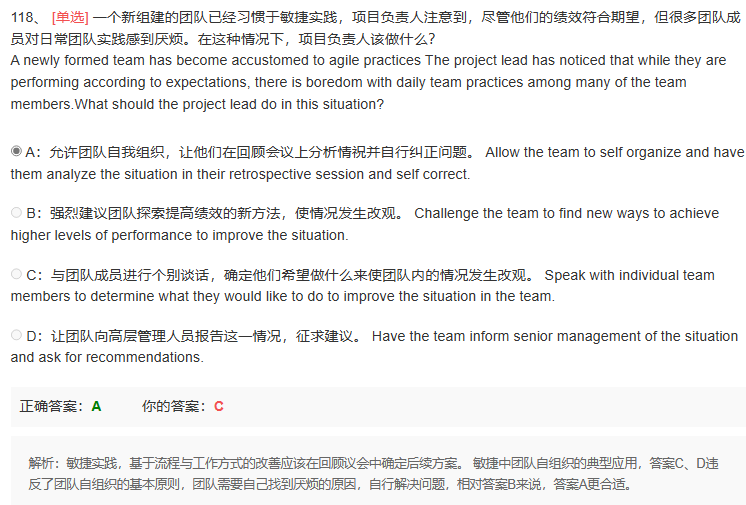 118、 [单选] 一个新组建的团队已经习惯于敏捷实践，项目负责人注意到，尽管他们的绩效符合期望，但很多团队成
员对日常团队实践感到厌烦。在这种情况下，项目负责人该做什么？
A newly formed team has become accustomed to agile practices The project lead has noticed that while they are
performing according to expectations, there is boredom with daily team practices among many of the team
members.What should the project lead do in this situation?
A：允许团队自我组织，让他们在回顾会议上分析情祝并自行纠正问题。 Allow the team to self organize and have
them analyze the situation in their retrospective session and self correct.
B：强烈建议团队探索提高绩效的新方法，使情况发生改观。 Challenge the team to find new ways to achieve
higher levels of performance to improve the situation.
C：与团队成员进行个别谈话，确定他们希望做什么来使团队内的情况发生改观。 Speak with individual team
members to determine what they would like to do to improve the situation in the team.
D：让团队向高层管理人员报告这一情况，征求建议。 Have the team inform senior management of the situation
and ask for recommendations.
正确答案：A 你的答案：C
解析：敏捷实践，基于流程与工作方式的改善应该在回顾议会中确定后续方案。 敏捷中团队自组织的典型应用，答案C、D违
反了团队自组织的基本原则，团队需要自己找到厌烦的原因，自行解决问题，相对答案B来说，答案A更合适。